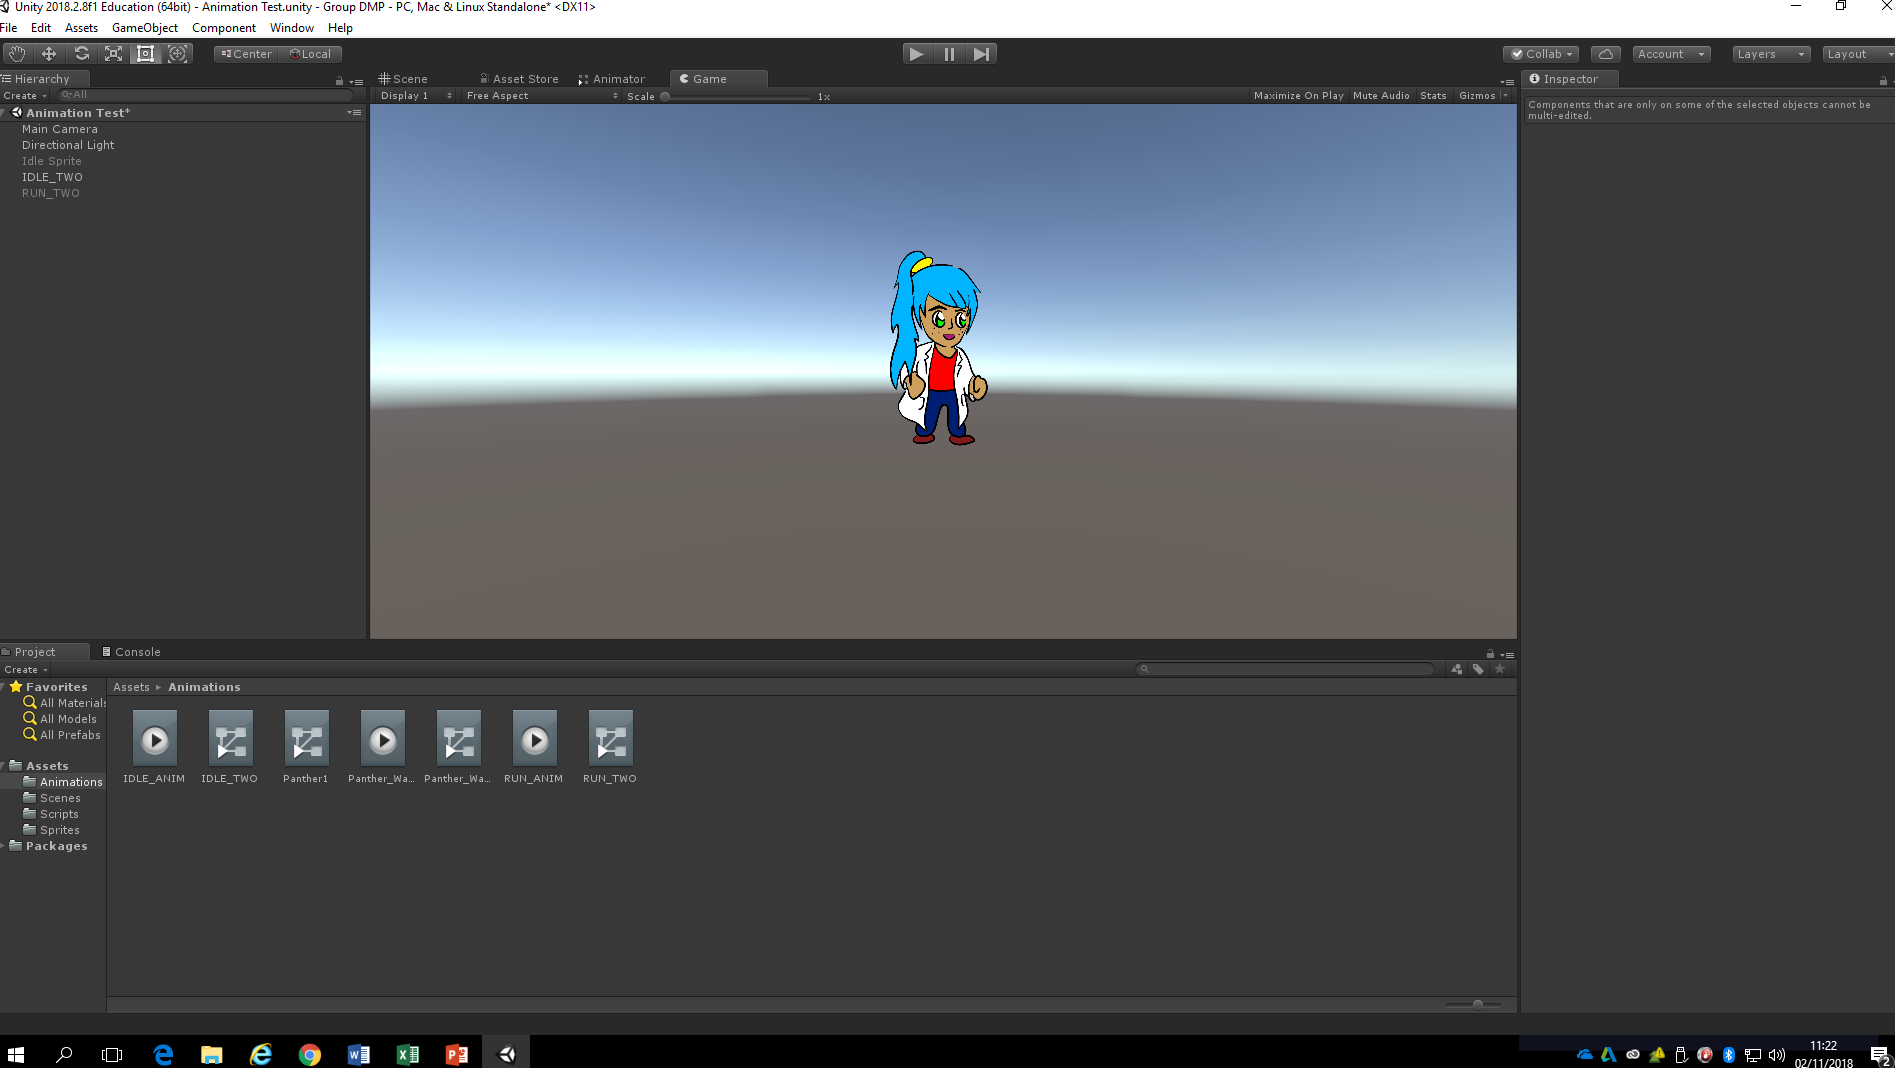 Unity 2018.2.8f1 Education (64bit) - Animation Test.unity - Group DMP - PC, Mac & Linux Standalone* <DX11>
File Edit Assets GameObject Component Window Help
Center Local Collab Account Layers Layout
Hierarchy Scene Asset Store Animator Game Inspector
Create All Display 1 Free Aspect Scale 1x Maximize On Play Mute Audio Stats Gizmos
Components that are only on some of the selected objects cannot be
multi-edited.
Animation Test*
Main Camera
Directional Light
Idle Sprite
IDLE_TWO
RUN_TWO
Project Console
Create
Favorites
All Materials
All Models
All Prefabs
Assets
Animations
Scenes
Scripts
Sprites
Packages
Assets Animations
IDLE_ANIM IDLE_TWO Panther1 Panther_Wa... Panther_Wa... RUN_ANIM RUN_TWO
11:22
02/11/2018
2